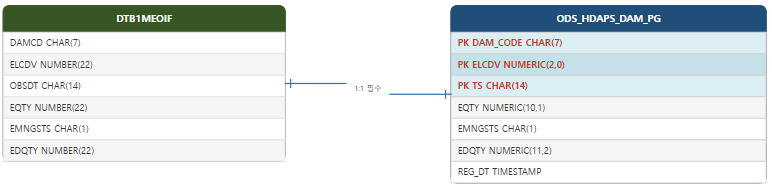 DTB1MEOIF
DAMCD CHAR(7)
ELCDV NUMBER(22)
OBSDT CHAR(14)
EQTY NUMBER(22)
EMNGSTS CHAR(1)
EDQTY NUMBER(22)
1:1 필수
ODS_HDAPS_DAM_PG
PK DAM_CODE CHAR(7)
PK ELCDV NUMERIC(2,0)
PK TS CHAR(14)
EQTY NUMERIC(10,1)
EMNGSTS CHAR(1)
EDQTY NUMERIC(11,2)
REG_DT TIMESTAMP